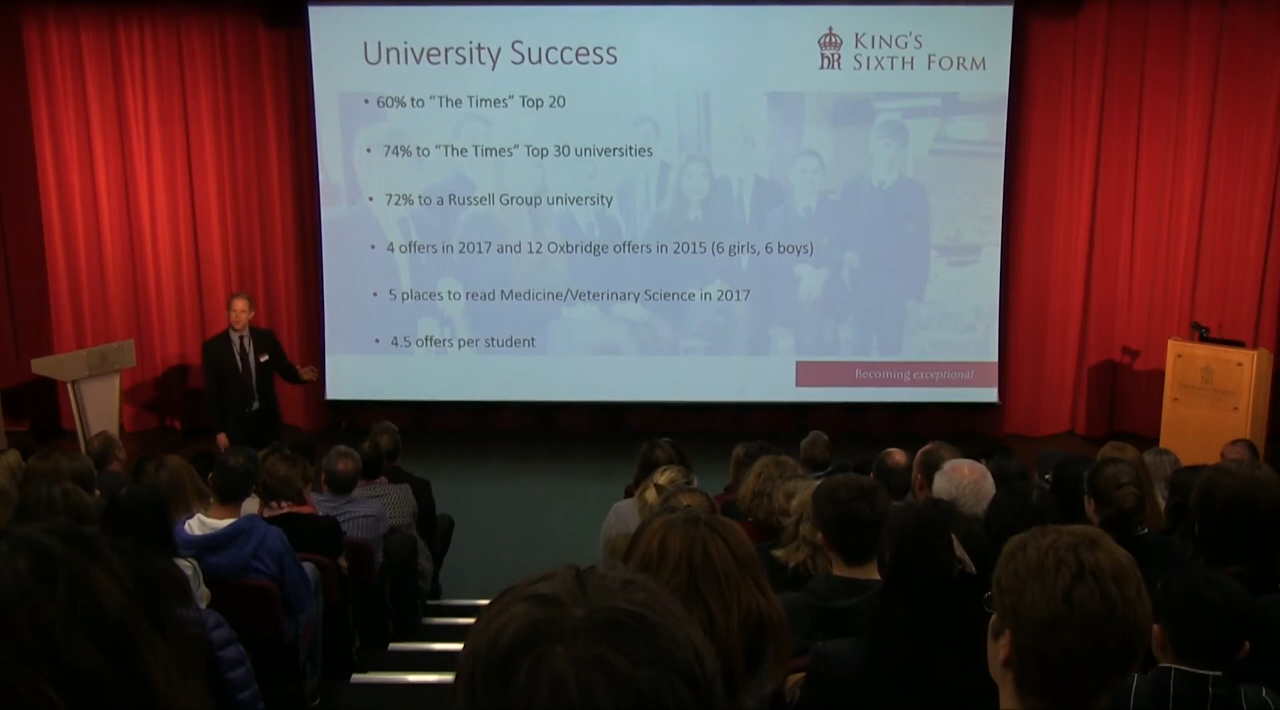 University Success
KING'S
SIXTH FORM
hR
• 60% to “The Times” Top 20
• 74% to “The Times” Top 30 universities
• 72% to a Russell Group university
• 4 offers in 2017 and 12 Oxbridge offers in 2015 (6 girls, 6 boys)
• 5 places to read Medicine/Veterinary Science in 2017
• 4.5 offers per student
Becoming exceptional